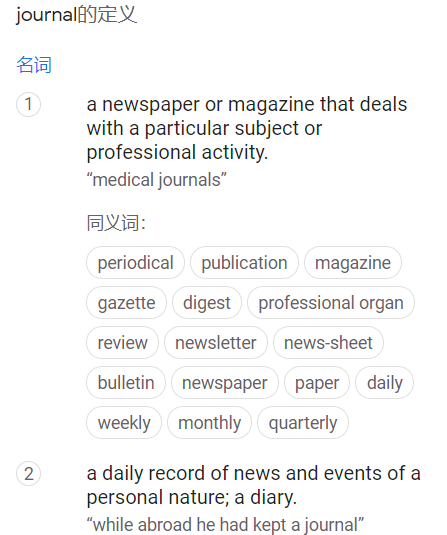 journal的定义
名词
1
a newspaper or magazine that deals
with a particular subject or
professional activity.
“medical journals”
同义词：
periodical publication magazine
gazette digest professional organ
review newsletter news-sheet
bulletin newspaper paper daily
weekly monthly quarterly
2
a daily record of news and events of a
personal nature; a diary.
“while abroad he had kept a journal”